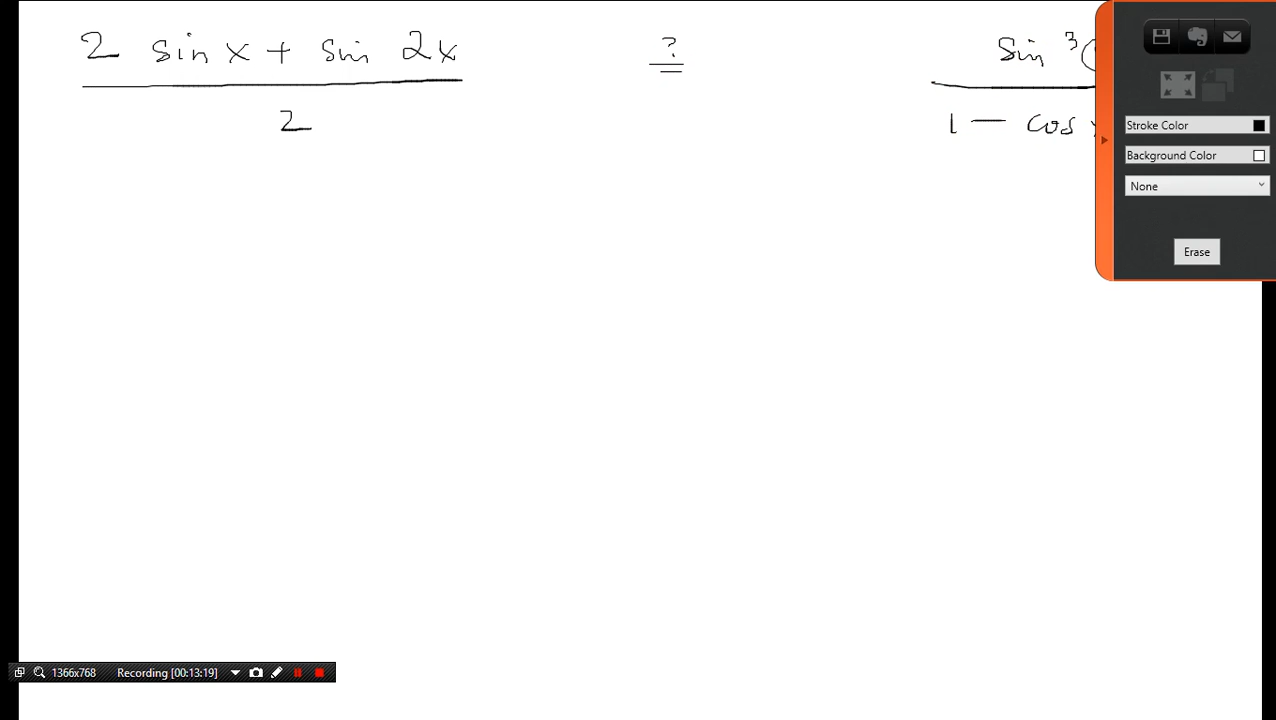 2 sin x + sin 2x
2
?
=
sin ³(
1 - cos
Stroke Color
Background Color
None
Erase
1366x768 Recording [00:13:19]